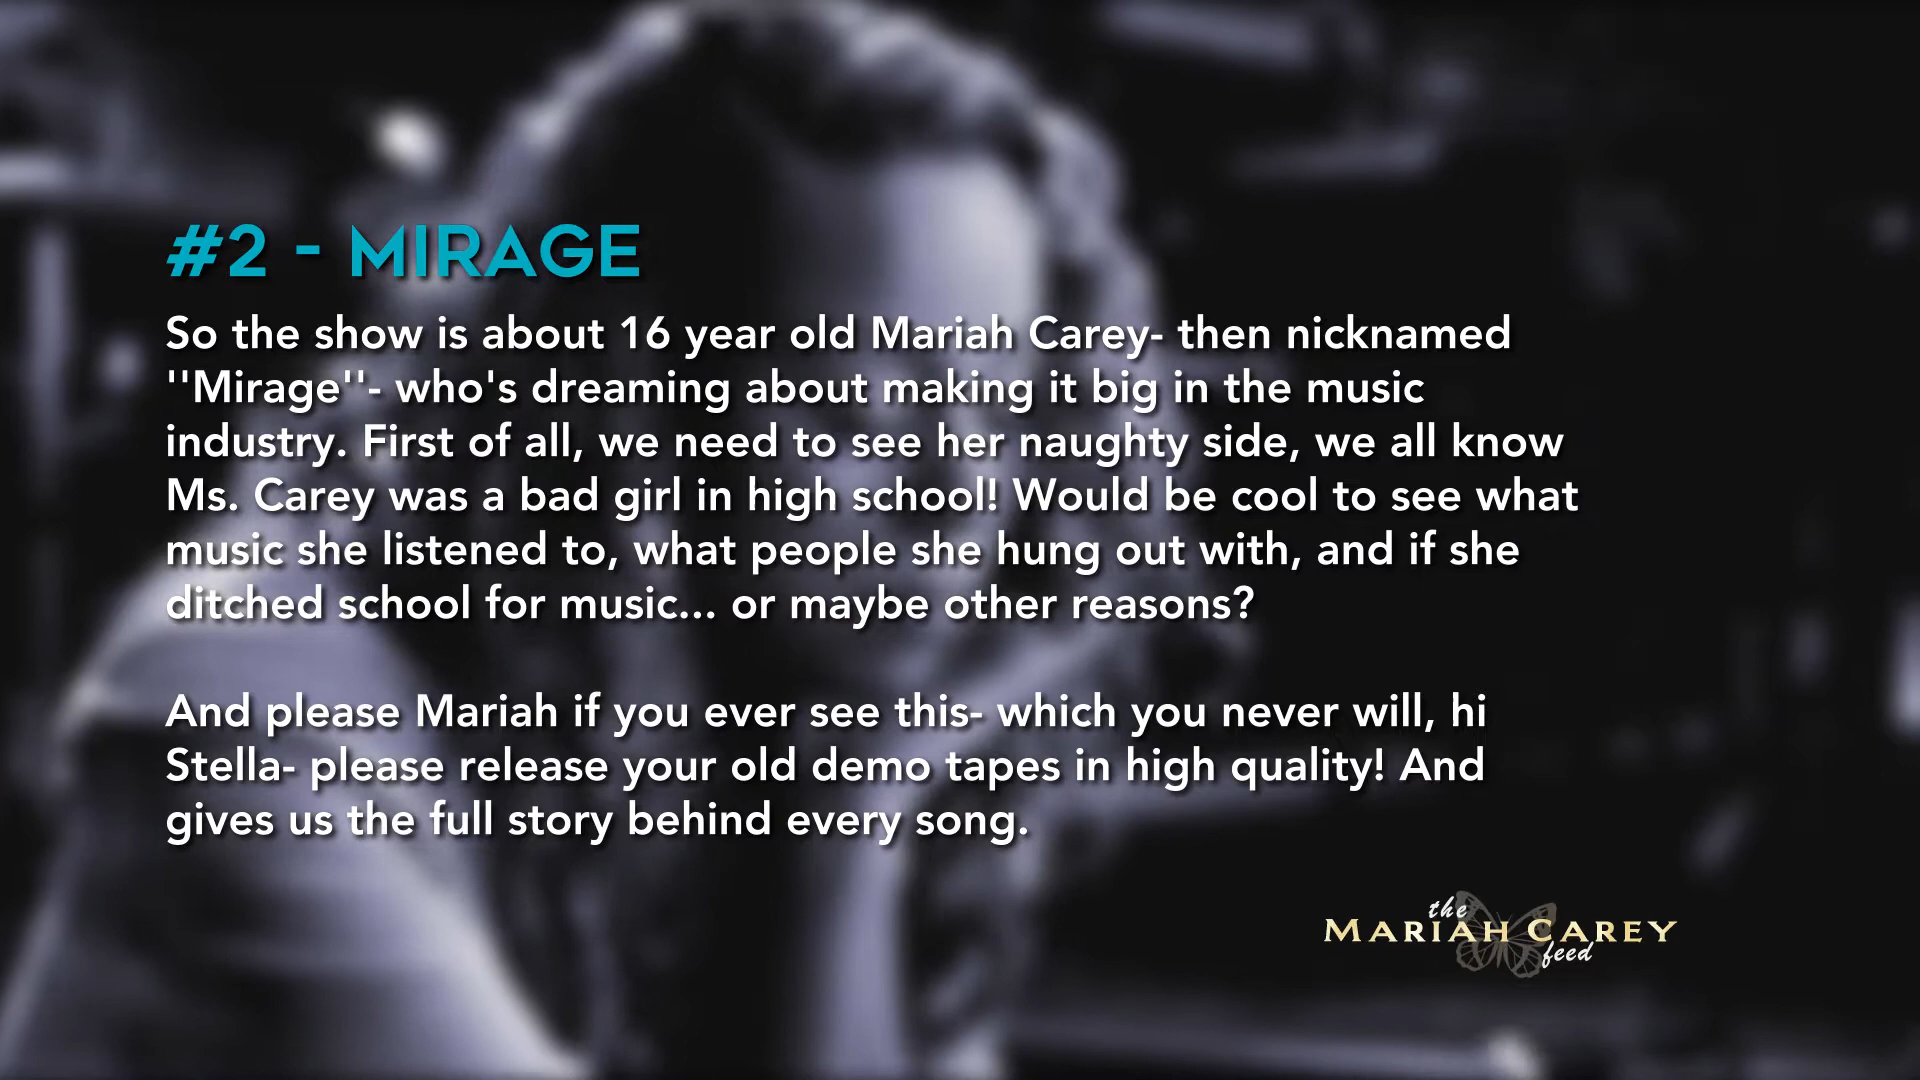 #2 - MIRAGE
So the show is about 16 year old Mariah Carey- then nicknamed
''Mirage''- who's dreaming about making it big in the music
industry. First of all, we need to see her naughty side, we all know
Ms. Carey was a bad girl in high school! Would be cool to see what
music she listened to, what people she hung out with, and if she
ditched school for music... or maybe other reasons?
And please Mariah if you ever see this- which you never will, hi
Stella- please release your old demo tapes in high quality! And
gives us the full story behind every song.
the
MARIAH CAREY
feed